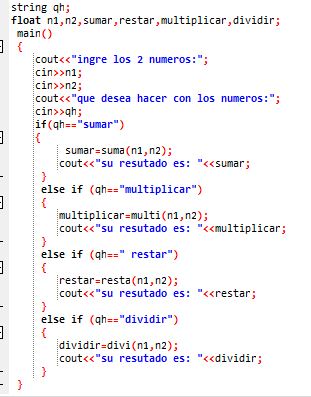 string qh;
float n1,n2,sumar,restar,multiplicar,dividir;
main()
{
cout<<"ingre los 2 numeros:";
cin>>n1;
cin>>n2;
cout<<"que desea hacer con los numeros:";
cin>>qh;
if(qh=="sumar")
{
sumar=suma(n1,n2);
cout<<"su resutado es: "<<sumar;
}
else if (qh=="multiplicar")
{
multiplicar=multi(n1,n2);
cout<<"su resutado es: "<<multiplicar;
}
else if (qh==" restar")
{
restar=resta(n1,n2);
cout<<"su resutado es: "<<restar;
}
else if (qh=="dividir")
{
dividir=divi(n1,n2);
cout<<"su resutado es: "<<dividir;
}
}